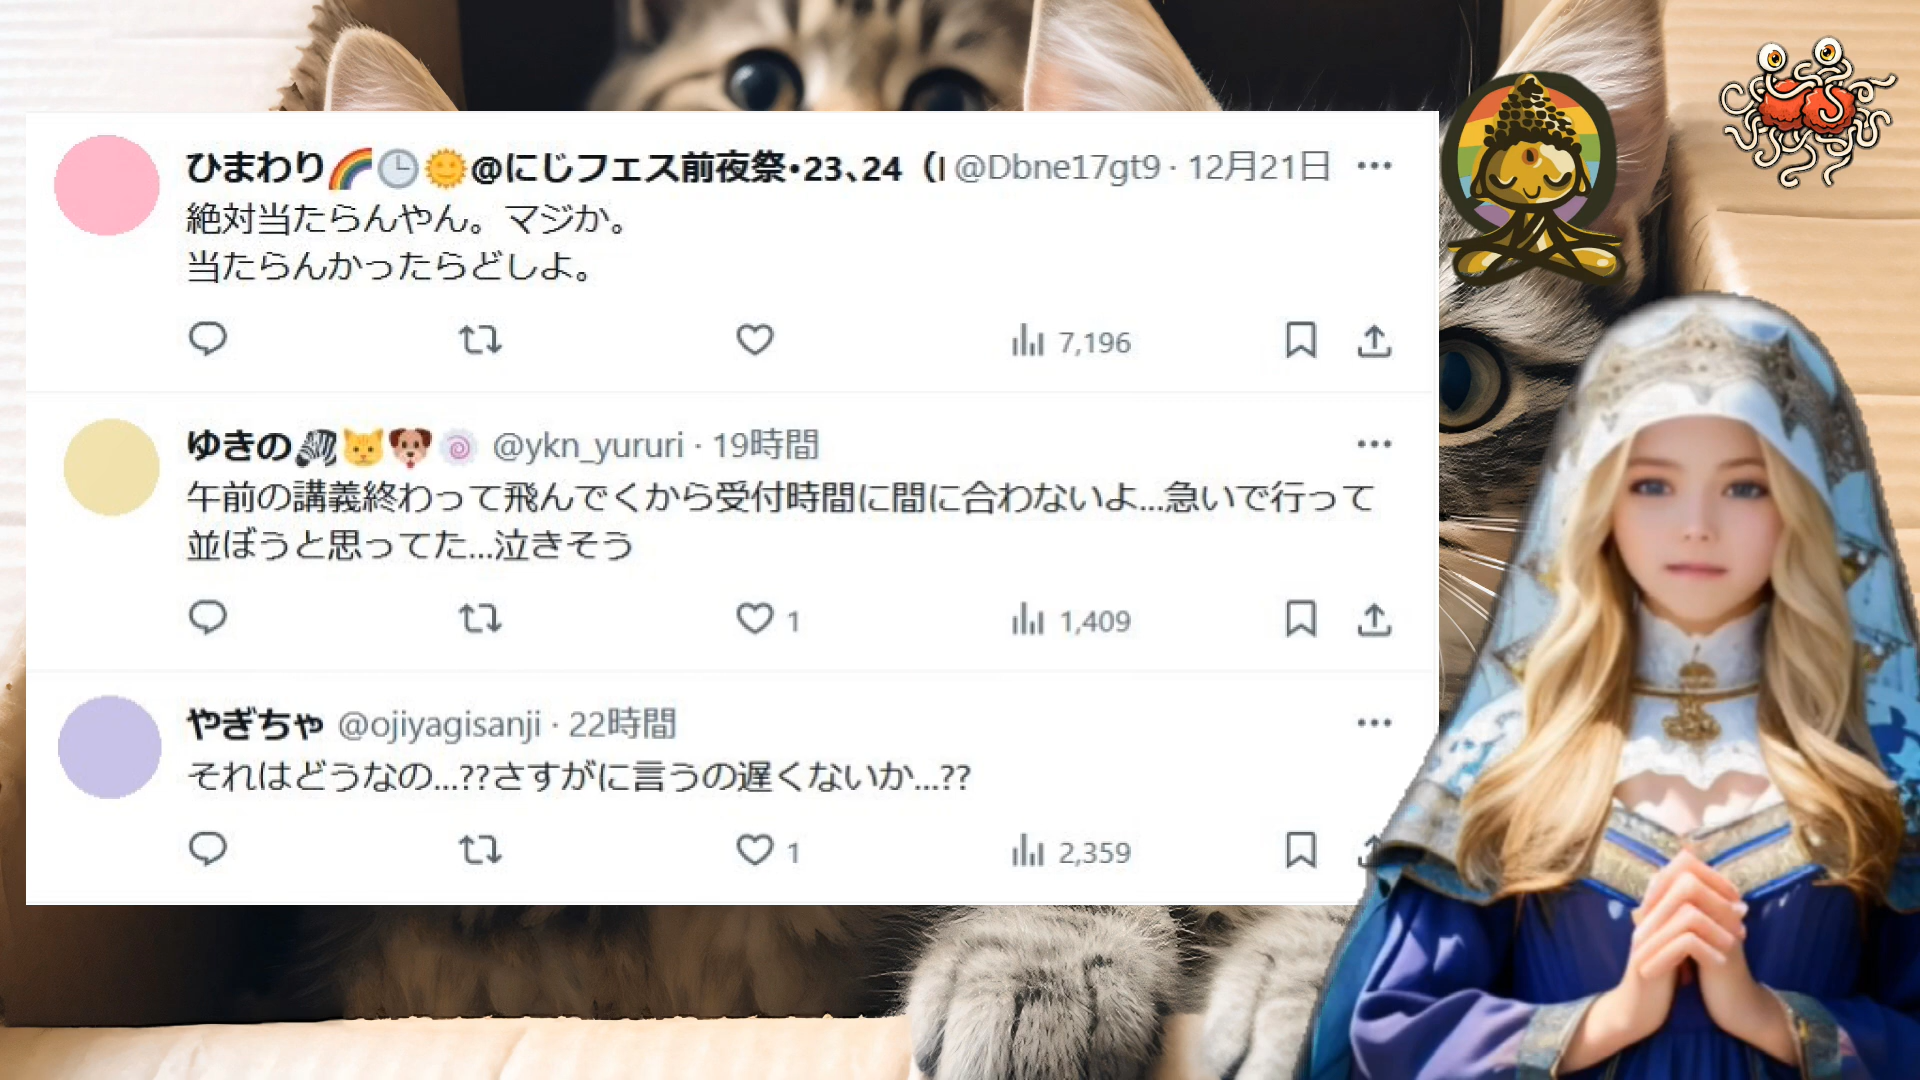 ひまわり🌈🕒🌞@にじフェス前夜祭•23、24（ @Dbne17gt9 · 12月21日
絶対当たらんやん。マジか。
当たらんかったらどしよ。
7,196
ゆきの🦓🐱🐶🍥 @ykn_yururi · 19時間
午前の講義終わって飛んでくから受付時間に間に合わないよ...急いで行って
並ぼうと思ってた...泣きそう
1 1,409
やぎちゃ @ojiyagisanji · 22時間
それはどうなの...??さすがに言うの遅くないか...??
1 2,359